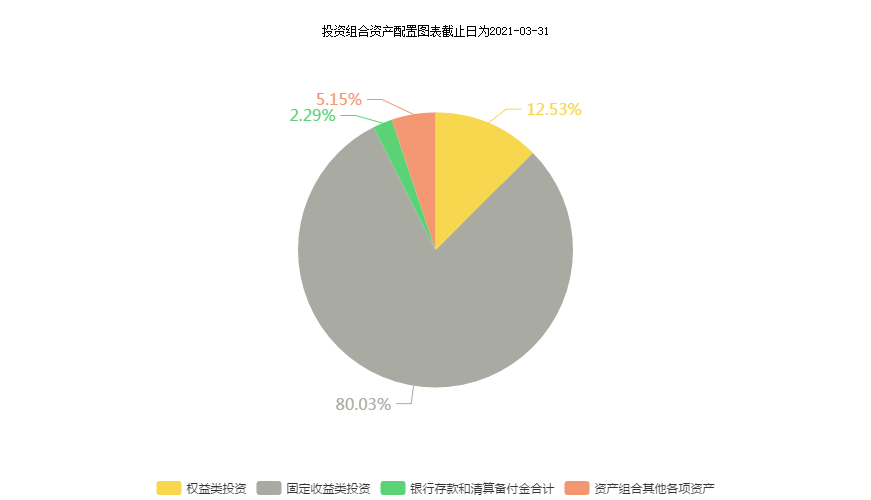 投资组合资产配置图表截止日为2021-03-31
5.15%
12.53%
2.29%
80.03%
权益类投资 固定收益类投资 银行存款和清算备付金合计 资产组合其他各项资产